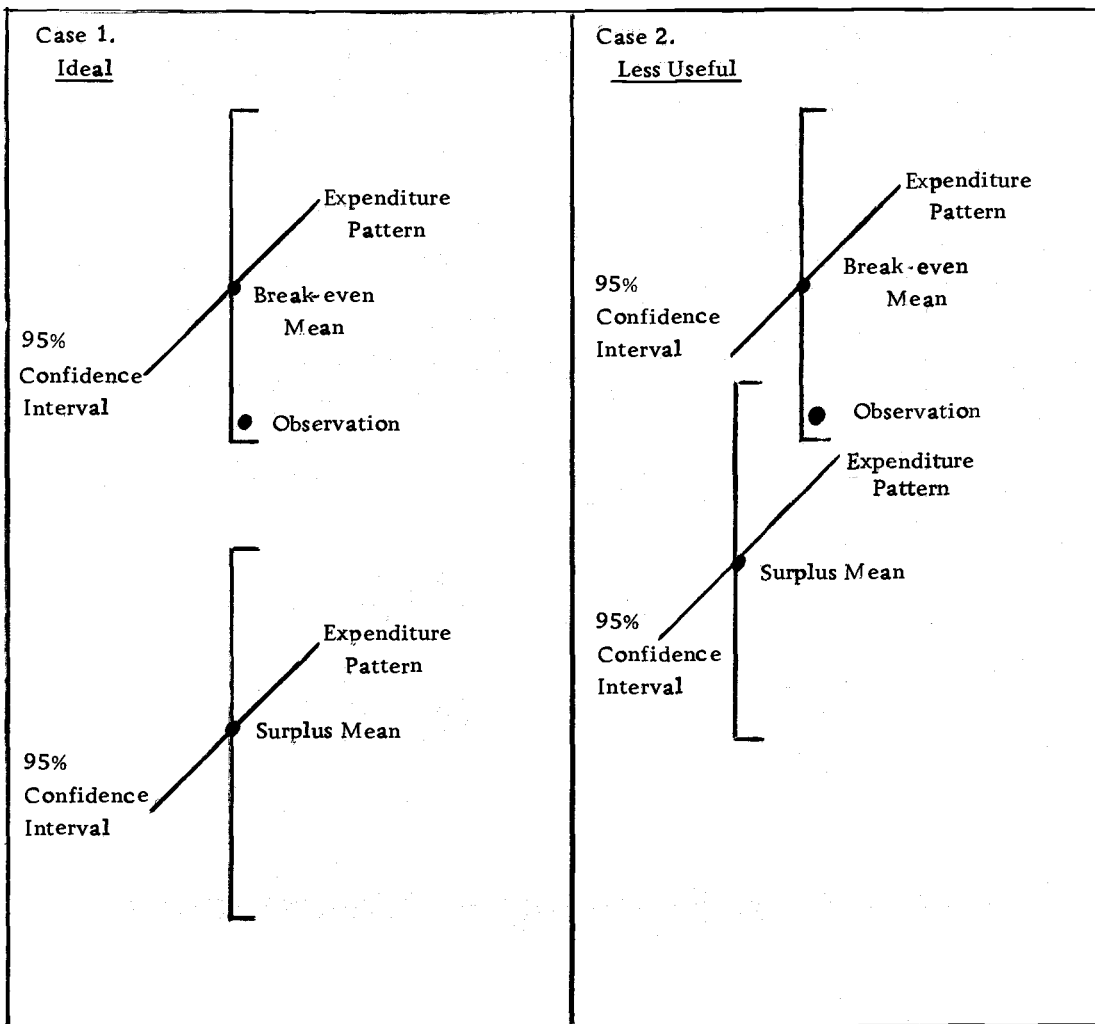 Case 1.
Ideal
Expenditure
Pattern
Break-even
Mean
95%
Confidence
Interval
Observation
Expenditure
Pattern
Surplus Mean
95%
Confidence
Interval
Case 2.
Less Useful
Expenditure
Pattern
Break-even
Mean
95%
Confidence
Interval
Observation
Expenditure
Pattern
Surplus Mean
95%
Confidence
Interval